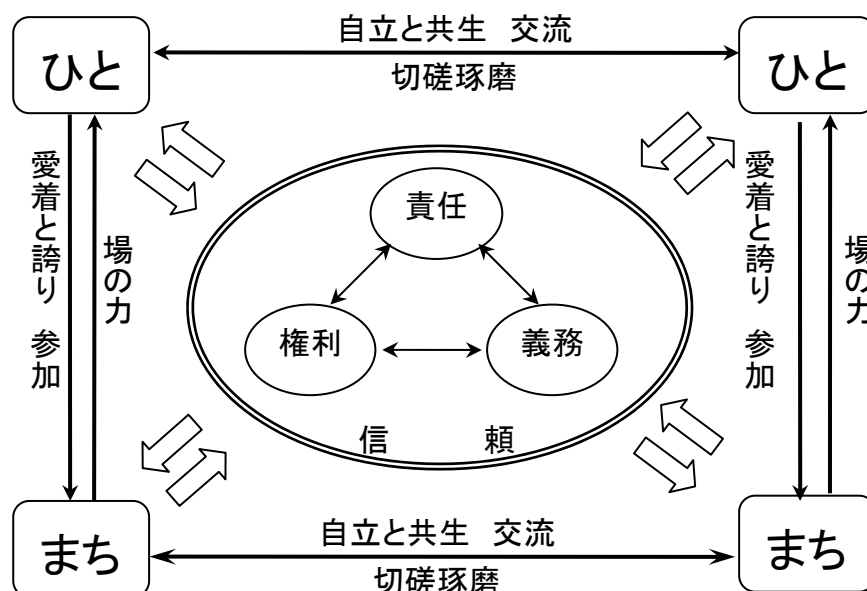 自立と共生　交流
ひと
ひと
切磋琢磨
愛着と誇り　参加
場の力
責任
権利
義務
信　頼
愛着と誇り　参加
場の力
自立と共生　交流
まち
まち
切磋琢磨